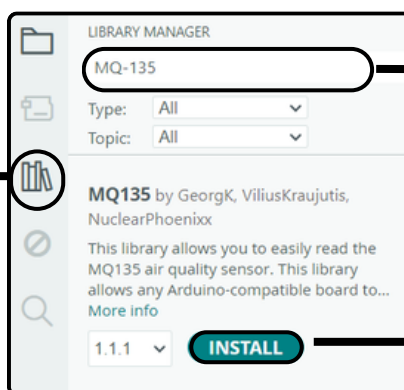 LIBRARY MANAGER
MQ-135
Type: All
Topic: All
MQ135 by GeorgK, ViliusKraujutis,
NuclearPhoenixx
This library allows you to easily read the
MQ135 air quality sensor. This library
allows any Arduino-compatible board to...
More info
1.1.1 INSTALL